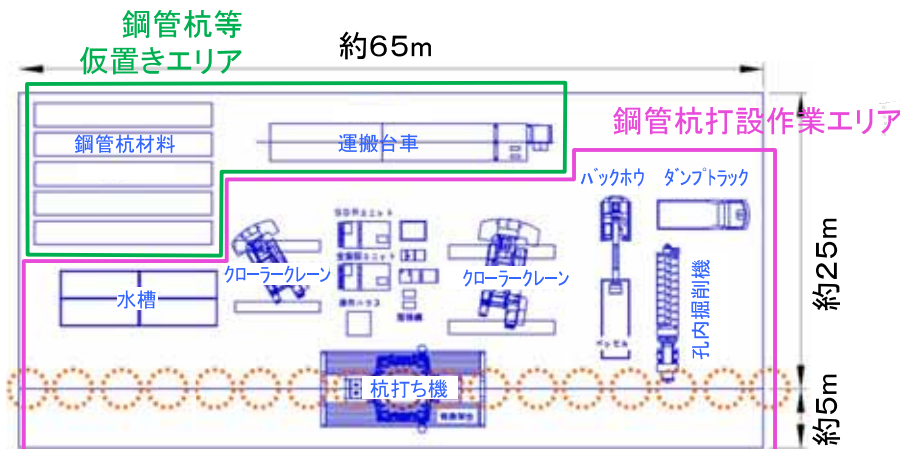 鋼管杭等
仮置きエリア
約65m
鋼管杭打設作業エリア
鋼管杭材料
運搬台車
バックホウ
ダンプトラック
クローラークレーン
クローラークレーン
水槽
孔内掘削機
ベッセル
杭打ち機
約25m
約5m